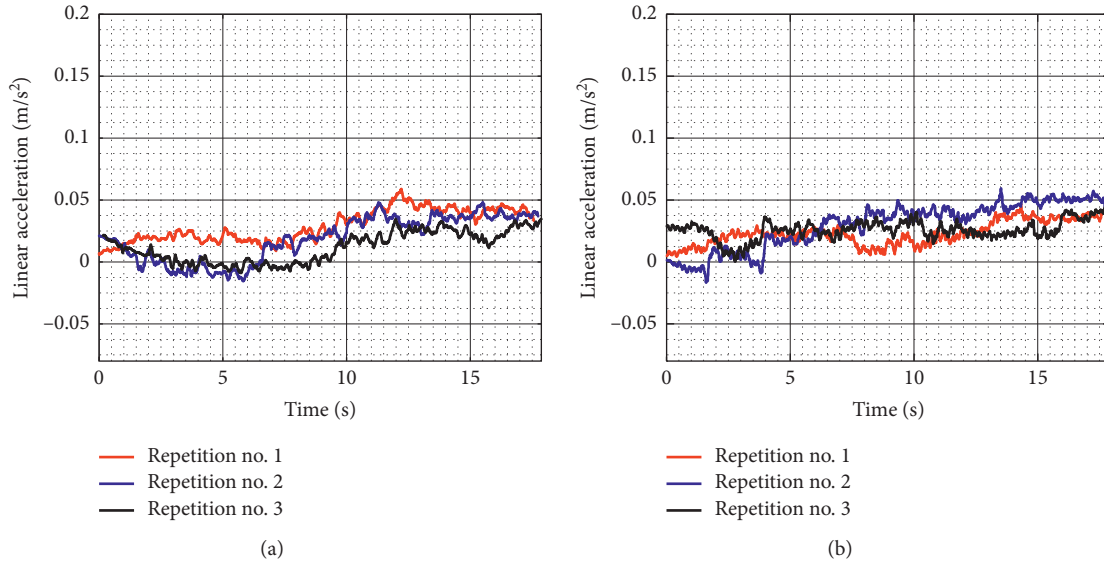 0.2
0.15
0.1
0.05
0
−0.05
Linear acceleration (m/s²)
0 5 10 15
Time (s)
Repetition no. 1
Repetition no. 2
Repetition no. 3
(a)
0.2
0.15
0.1
0.05
0
−0.05
Linear acceleration (m/s²)
0 5 10 15
Time (s)
Repetition no. 1
Repetition no. 2
Repetition no. 3
(b)